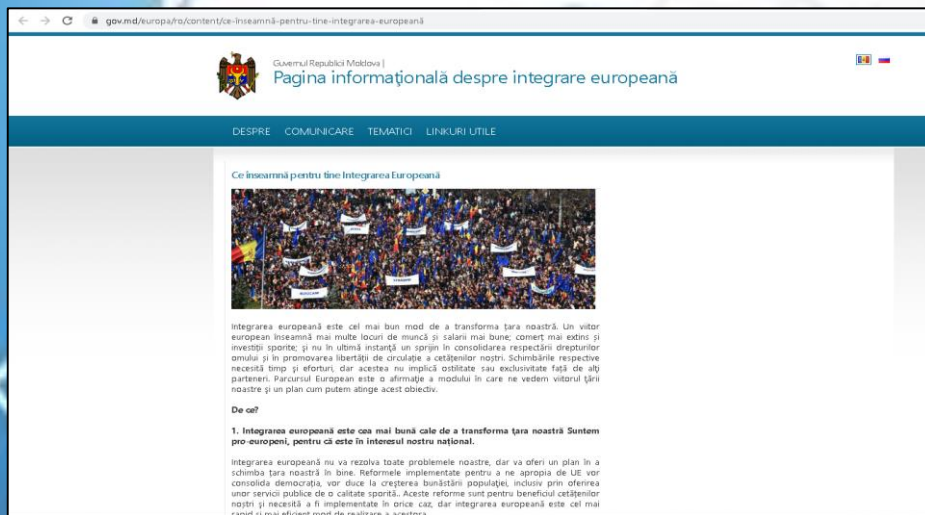 gov.md/europa/ro/content/ce-înseamnă-pentru-tine-integrarea-europeană
Guvernul Republicii Moldova |
Pagina informaţională despre integrare europeană
DESPRE COMUNICARE TEMATICI LINKURI UTILE
Ce înseamnă pentru tine Integrarea Europeană
Integrarea europeană este cel mai bun mod de a transforma țara noastră. Un viitor
european înseamnă mai multe locuri de muncă și salarii mai bune; comerț mai extins și
investiții sporite; și nu în ultimă instanță un sprijin în consolidarea respectării drepturilor
omului și în promovarea libertății de circulație a cetățenilor noștri. Schimbările respective
necesită timp și eforturi, dar acestea nu implică ostilitate sau exclusivitate față de alți
parteneri. Parcursul European este o afirmație a modului în care ne vedem viitorul țării
noastre și un plan cum putem atinge acest obiectiv.
De ce?
1. Integrarea europeană este cea mai bună cale de a transforma țara noastră Suntem
pro-europeni, pentru că este în interesul nostru național.
Integrarea europeană nu va rezolva toate problemele noastre, dar va oferi un plan în a
schimba țara noastră în bine. Reformele implementate pentru a ne apropia de UE vor
consolida democrația, vor duce la creșterea bunăstării populației, inclusiv prin oferirea
unor servicii publice de o calitate sporită.. Aceste reforme sunt pentru beneficiul cetățenilor
noștri și necesită a fi implementate în orice caz, dar integrarea europeană este cel mai
rapid și mai eficient mod de realizare a acestora.